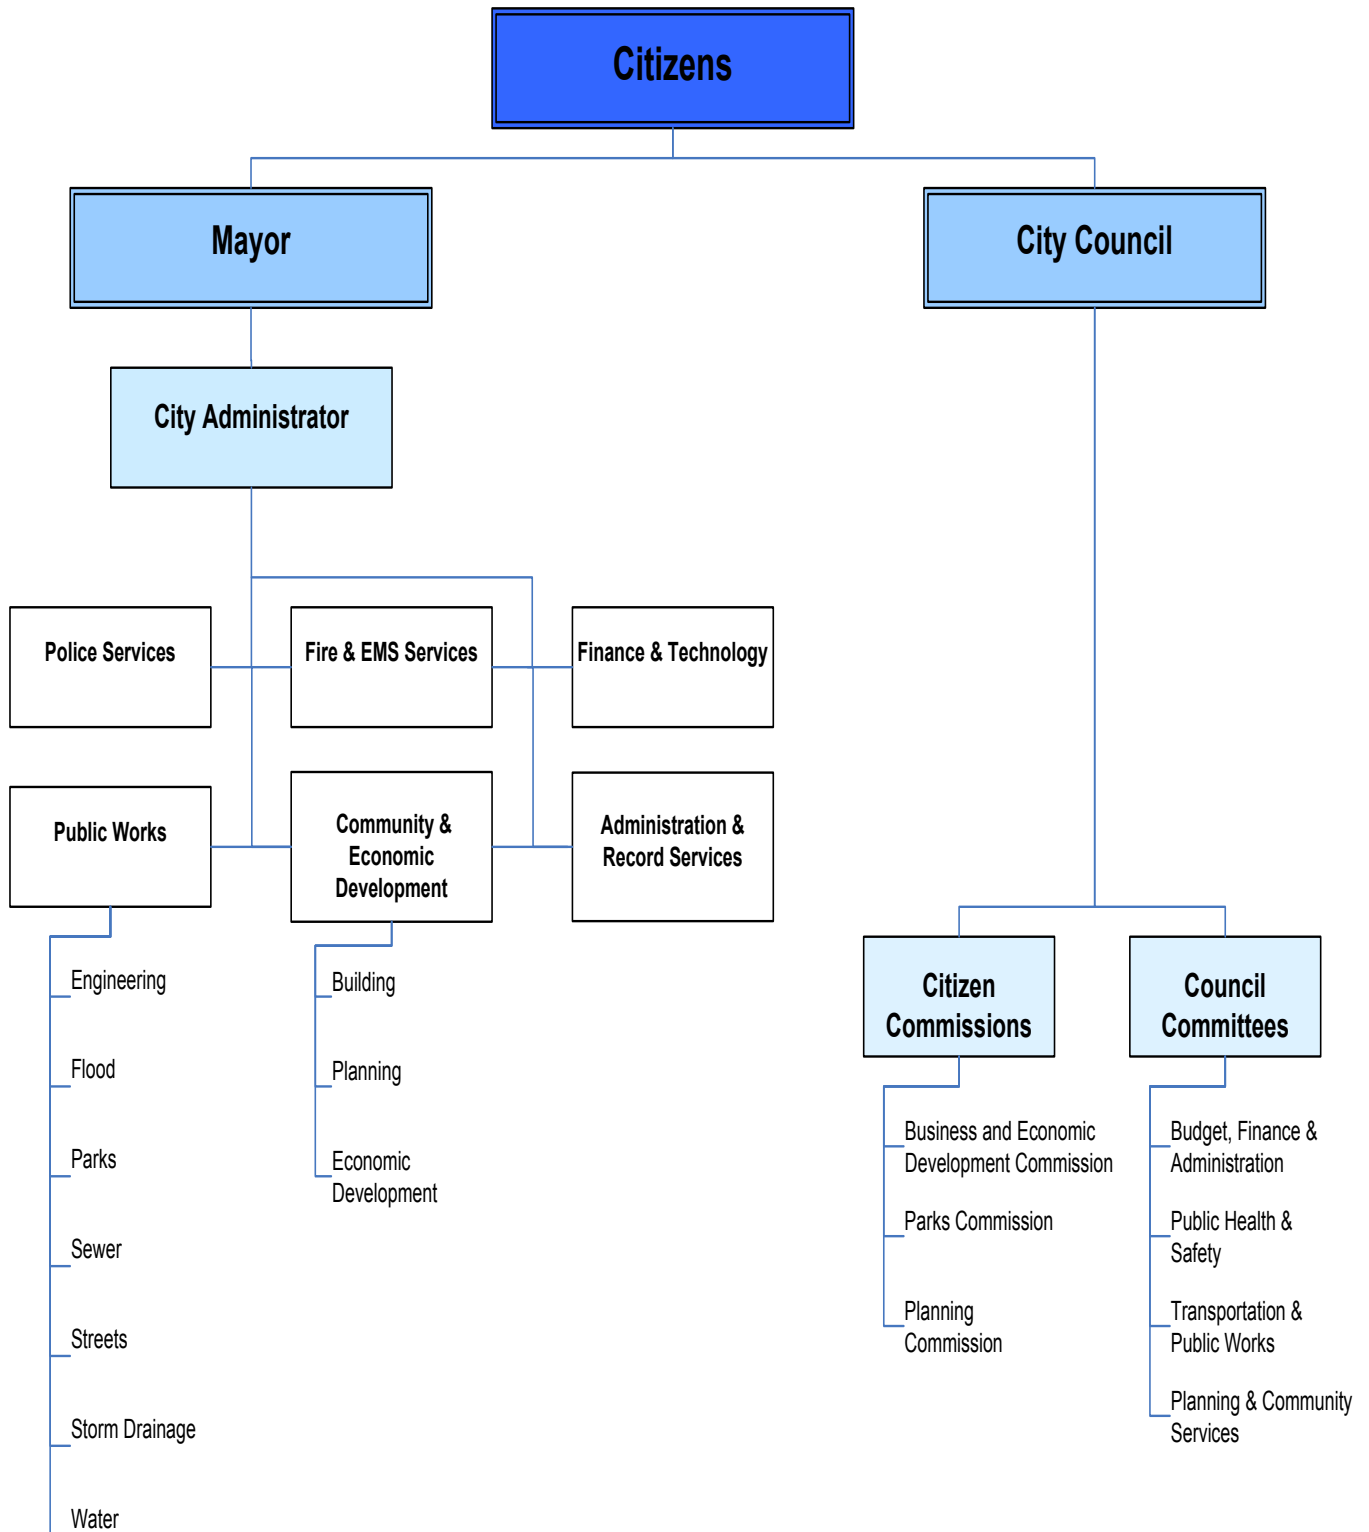 Citizens
Mayor
City Council
City Administrator
Police Services
Fire & EMS Services
Finance & Technology
Public Works
Community &
Economic
Development
Administration &
Record Services
Engineering
Flood
Parks
Sewer
Streets
Storm Drainage
Water
Building
Planning
Economic
Development
Citizen
Commissions
Business and Economic
Development Commission
Parks Commission
Planning
Commission
Council
Committees
Budget, Finance &
Administration
Public Health &
Safety
Transportation &
Public Works
Planning & Community
Services